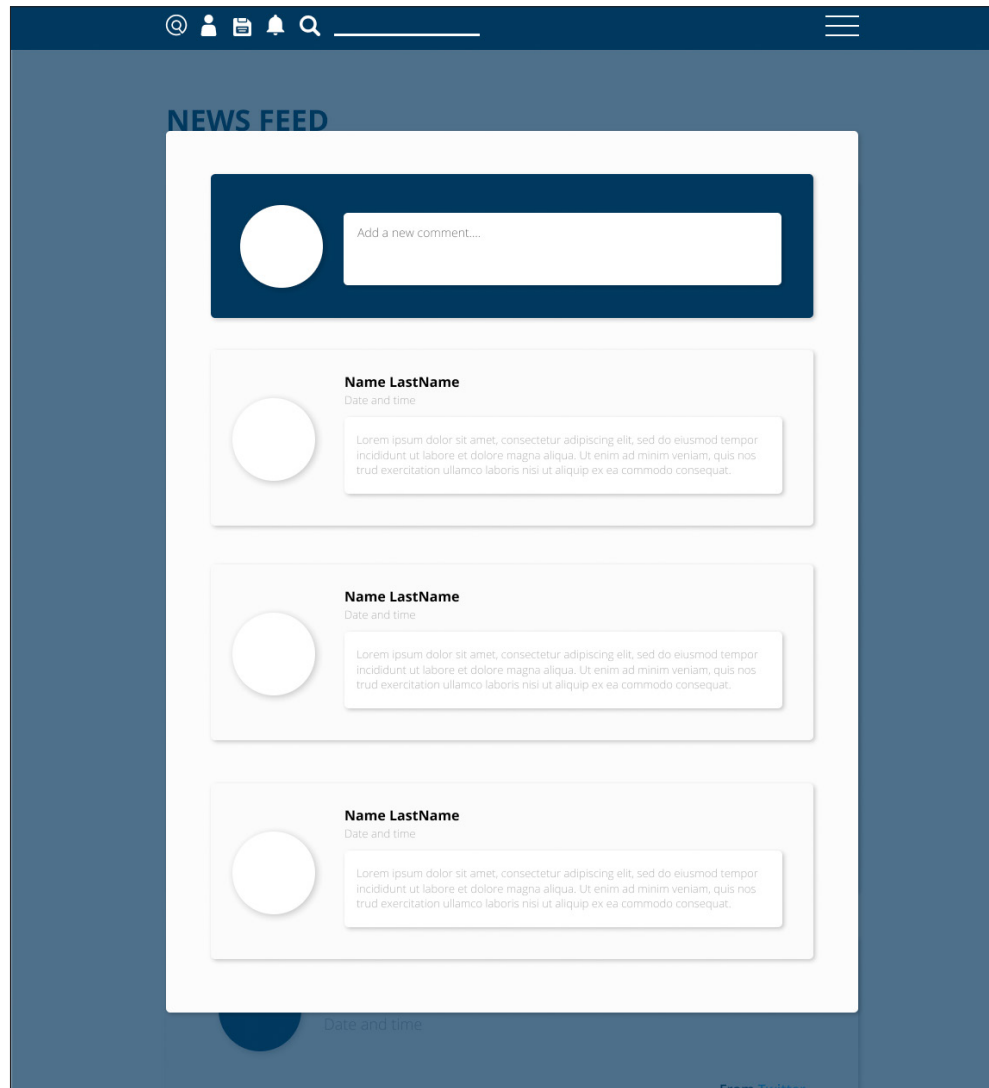 NEWS FEED
Add a new comment....
Name LastName
Date and time
Lorem ipsum dolor sit amet, consectetur adipiscing elit, sed do eiusmod tempor
incididunt ut labore et dolore magna aliqua. Ut enim ad minim veniam, quis nos
trud exercitation ullamco laboris nisi ut aliquip ex ea commodo consequat.
Name LastName
Date and time
Lorem ipsum dolor sit amet, consectetur adipiscing elit, sed do eiusmod tempor
incididunt ut labore et dolore magna aliqua. Ut enim ad minim veniam, quis nos
trud exercitation ullamco laboris nisi ut aliquip ex ea commodo consequat.
Name LastName
Date and time
Lorem ipsum dolor sit amet, consectetur adipiscing elit, sed do eiusmod tempor
incididunt ut labore et dolore magna aliqua. Ut enim ad minim veniam, quis nos
trud exercitation ullamco laboris nisi ut aliquip ex ea commodo consequat.
Date and time
From Twitter